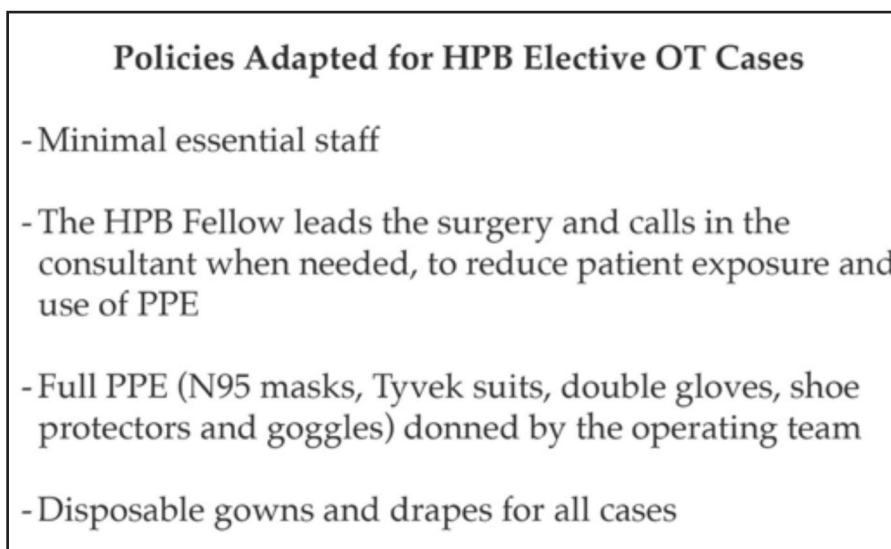 Policies Adapted for HPB Elective OT Cases
- Minimal essential staff
- The HPB Fellow leads the surgery and calls in the
consultant when needed, to reduce patient exposure and
use of PPE
- Full PPE (N95 masks, Tyvek suits, double gloves, shoe
protectors and goggles) donned by the operating team
- Disposable gowns and drapes for all cases